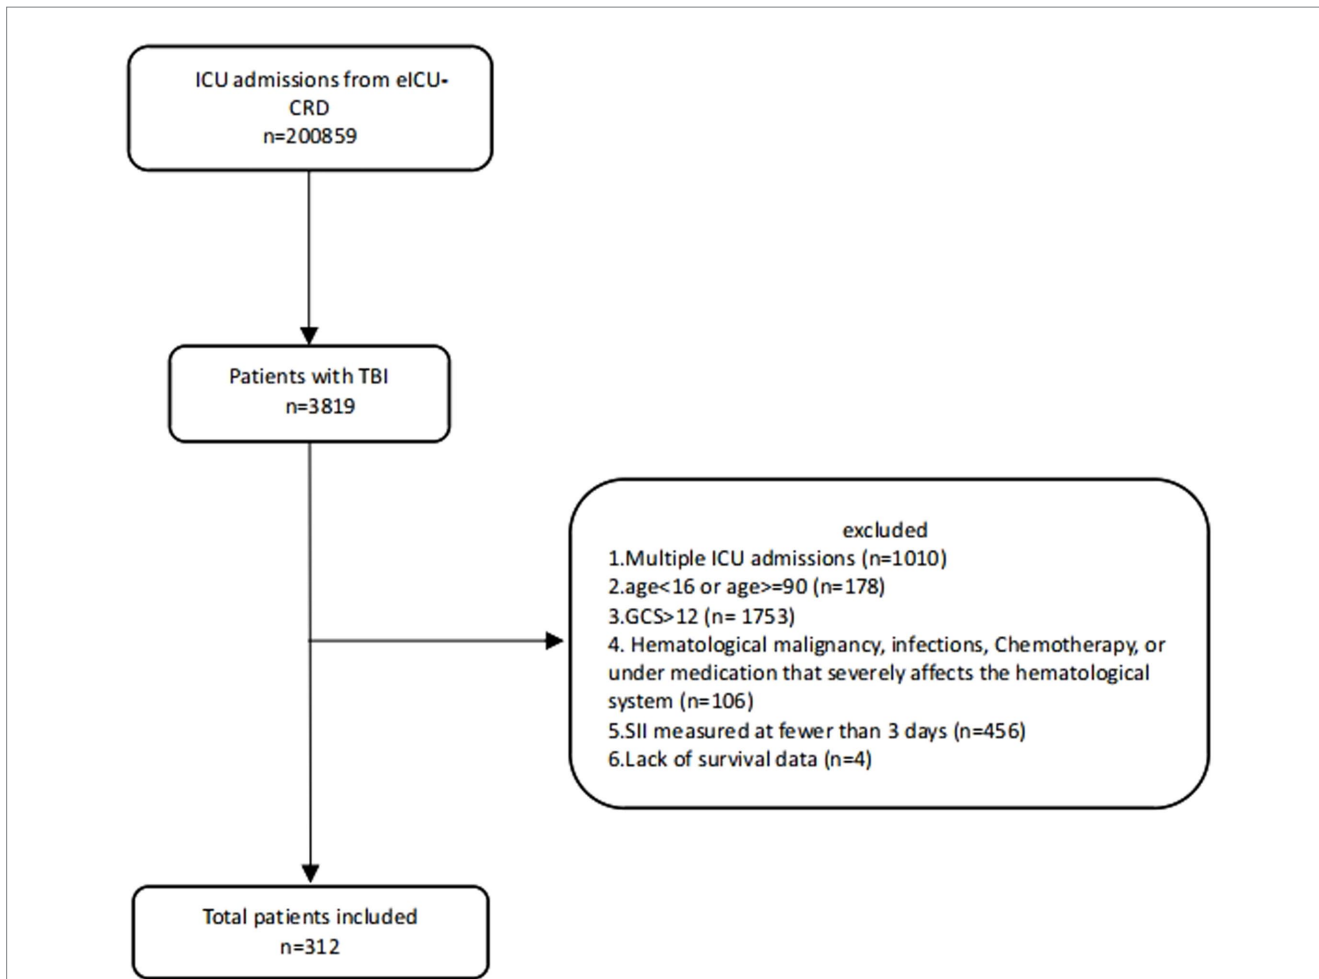 ICU admissions from eICU-
CRD
n=200859
Patients with TBI
n=3819
excluded
1.Multiple ICU admissions (n=1010)
2.age<16 or age>=90 (n=178)
3.GCS>12 (n= 1753)
4. Hematological malignancy, infections, Chemotherapy, or
under medication that severely affects the hematological
system (n=106)
5.SII measured at fewer than 3 days (n=456)
6.Lack of survival data (n=4)
Total patients included
n=312